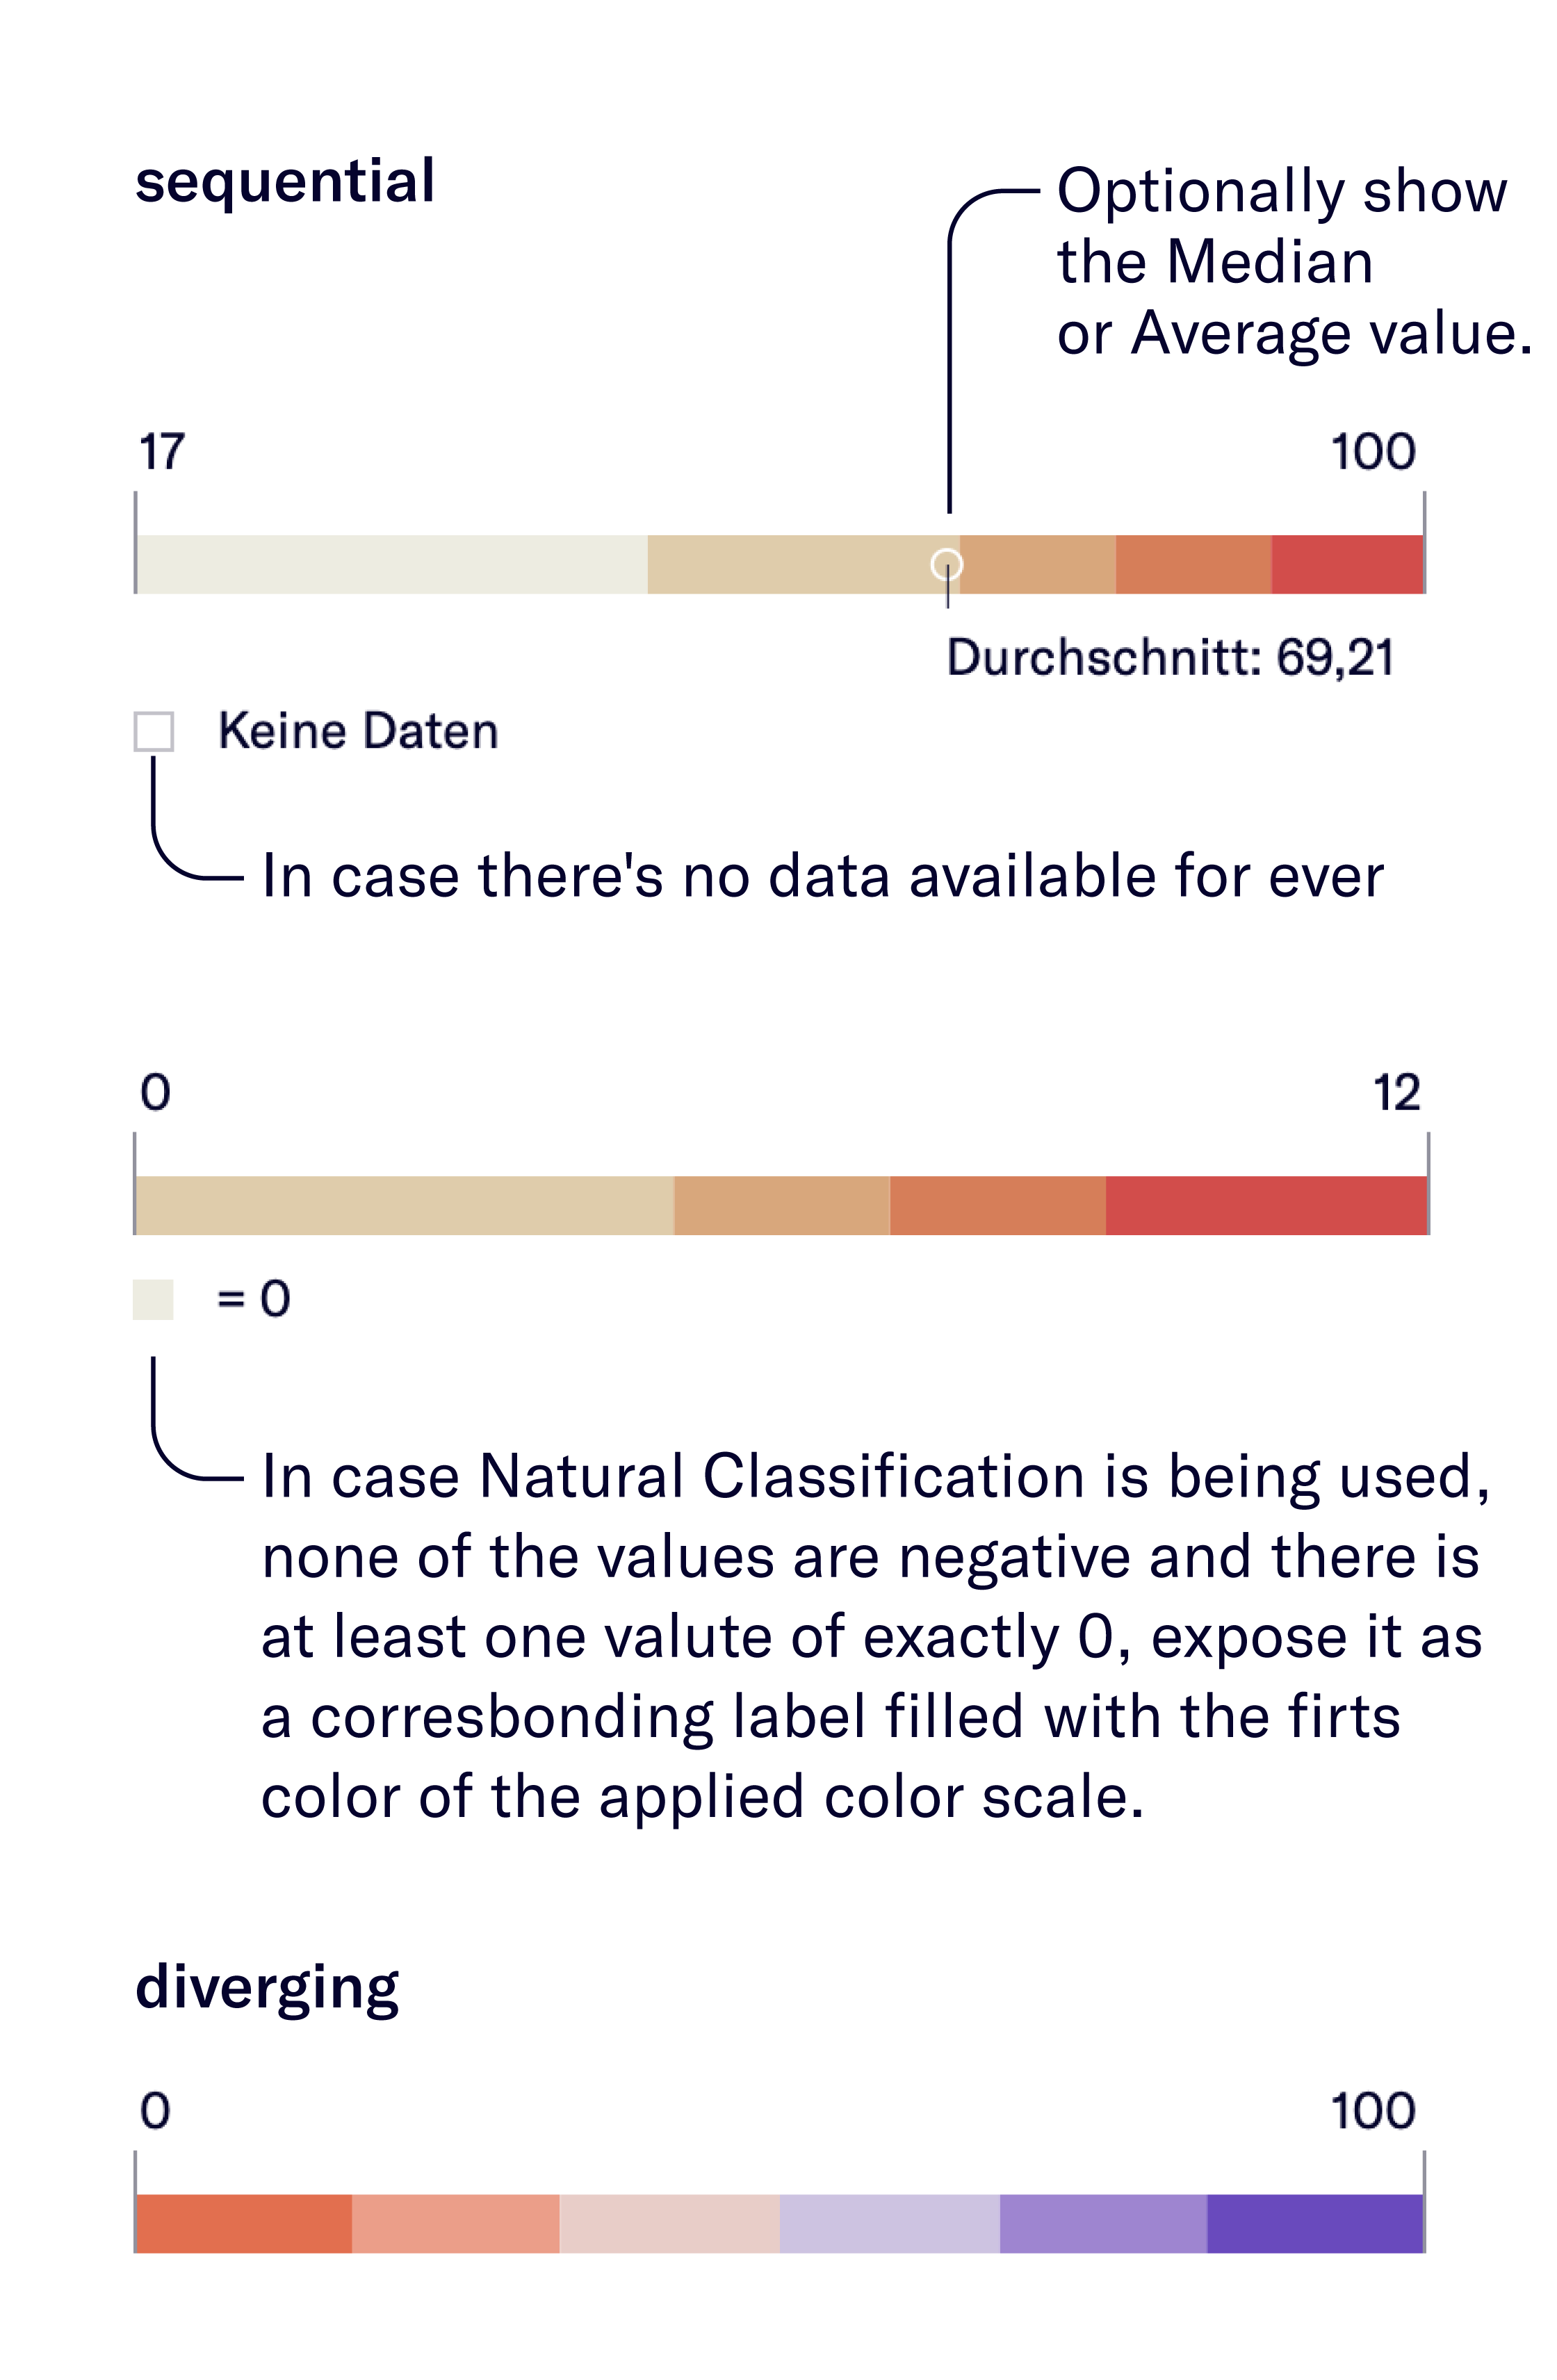 sequential
Optionally show
the Median
or Average value.
17
100
Durchschnitt: 69,21
Keine Daten
In case there's no data available for ever
0
12
= 0
In case Natural Classification is being used,
none of the values are negative and there is
at least one valute of exactly 0, expose it as
a corresbonding label filled with the firts
color of the applied color scale.
diverging
0
100